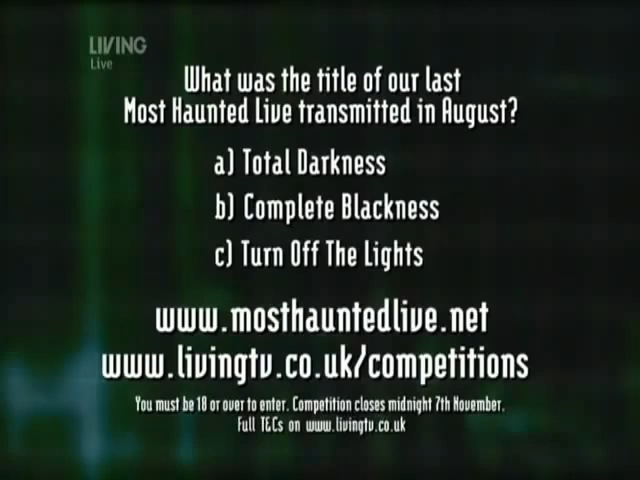 LIVING
Live
What was the title of our last
Most Haunted Live transmitted in August?
a) Total Darkness
b) Complete Blackness
c) Turn Off The Lights
www.mosthauntedlive.net
www.livingtv.co.uk/competitions
You must be 18 or over to enter. Competition closes midnight 7th November.
Full T&Cs on www.livingtv.co.uk